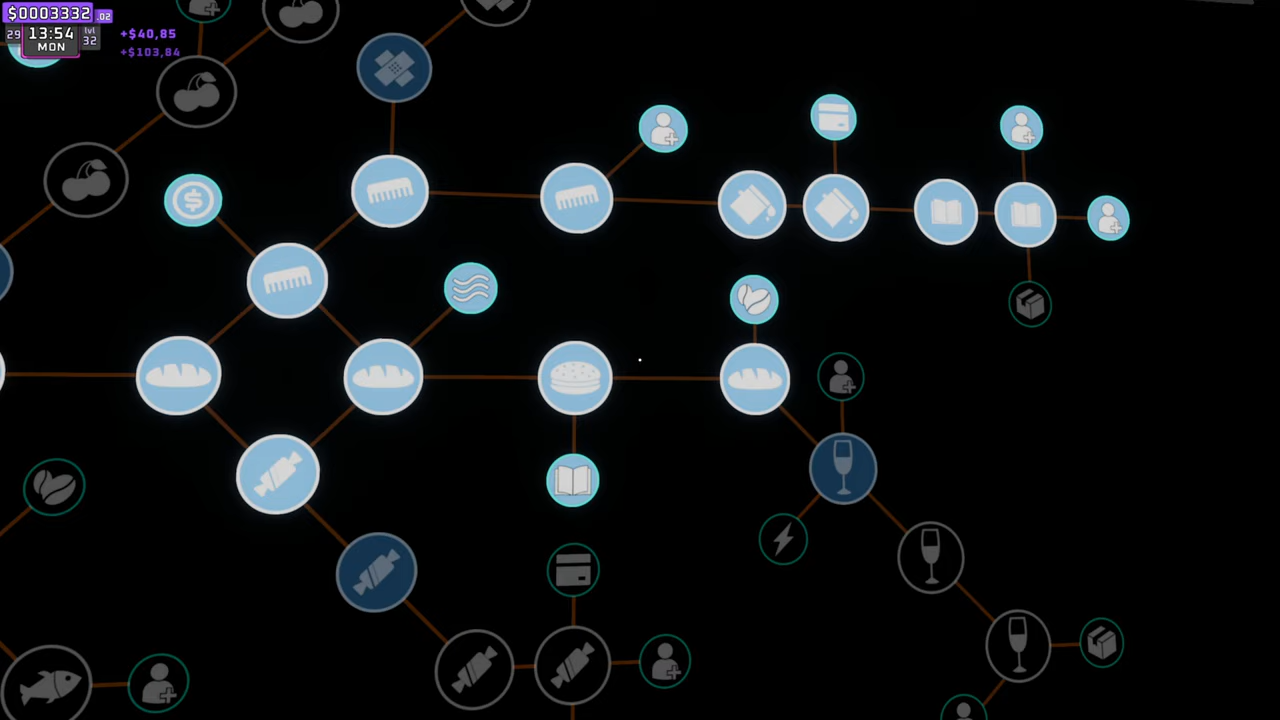 $0003332 .02
29 13:54 lvl 32
MON
+$40,85
+$103,84